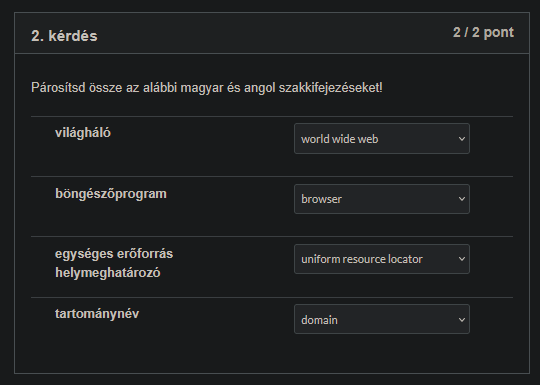 2. kérdés
2 / 2 pont
Párosítsd össze az alábbi magyar és angol szakkifejezéseket!
világháló
world wide web
böngészőprogram
browser
egységes erőforrás
helymeghatározó
uniform resource locator
tartománynév
domain